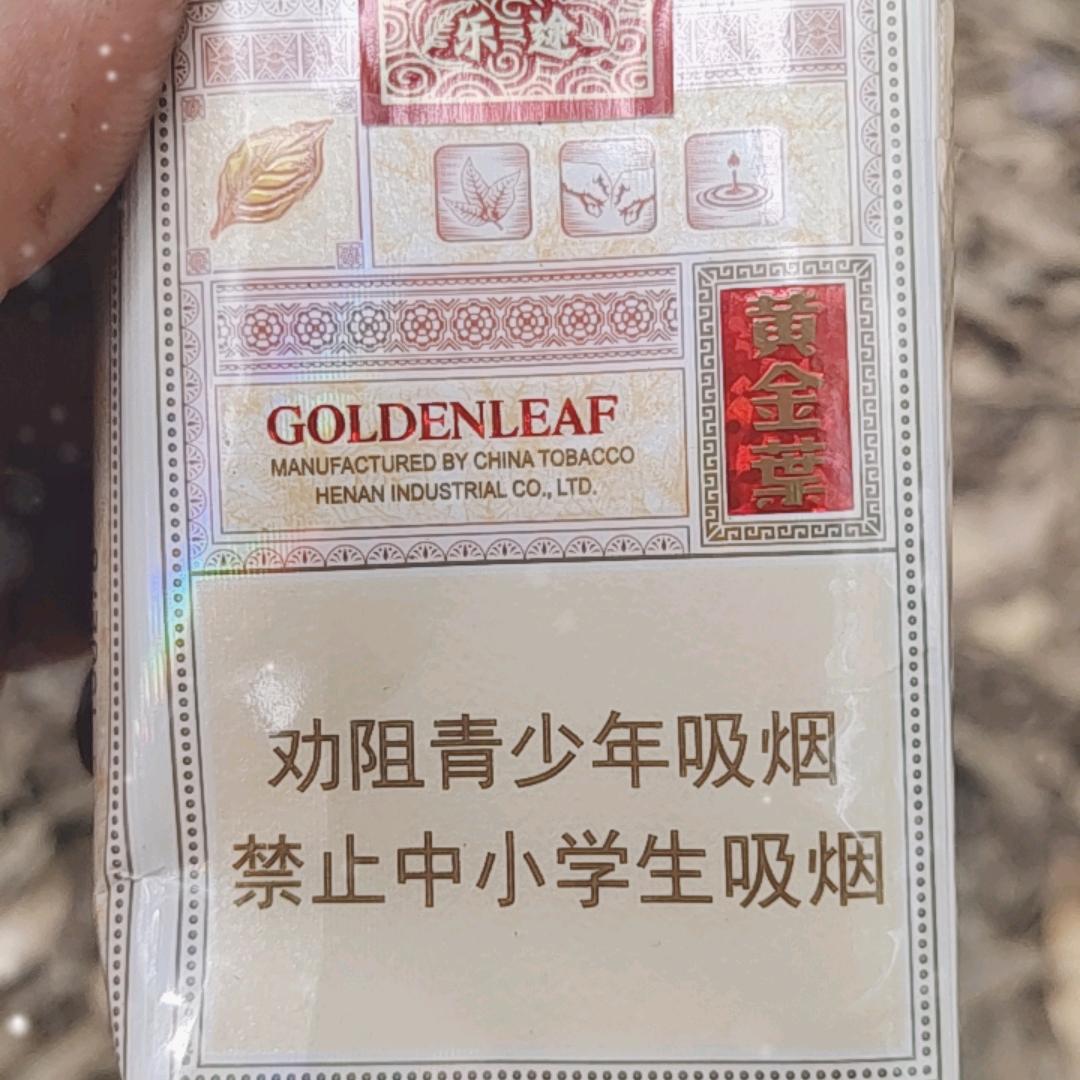 乐途
GOLDENLEAF
MANUFACTURED BY CHINA TOBACCO
HENAN INDUSTRIAL CO., LTD.
黄金葉
劝阻青少年吸烟
禁止中小学生吸烟